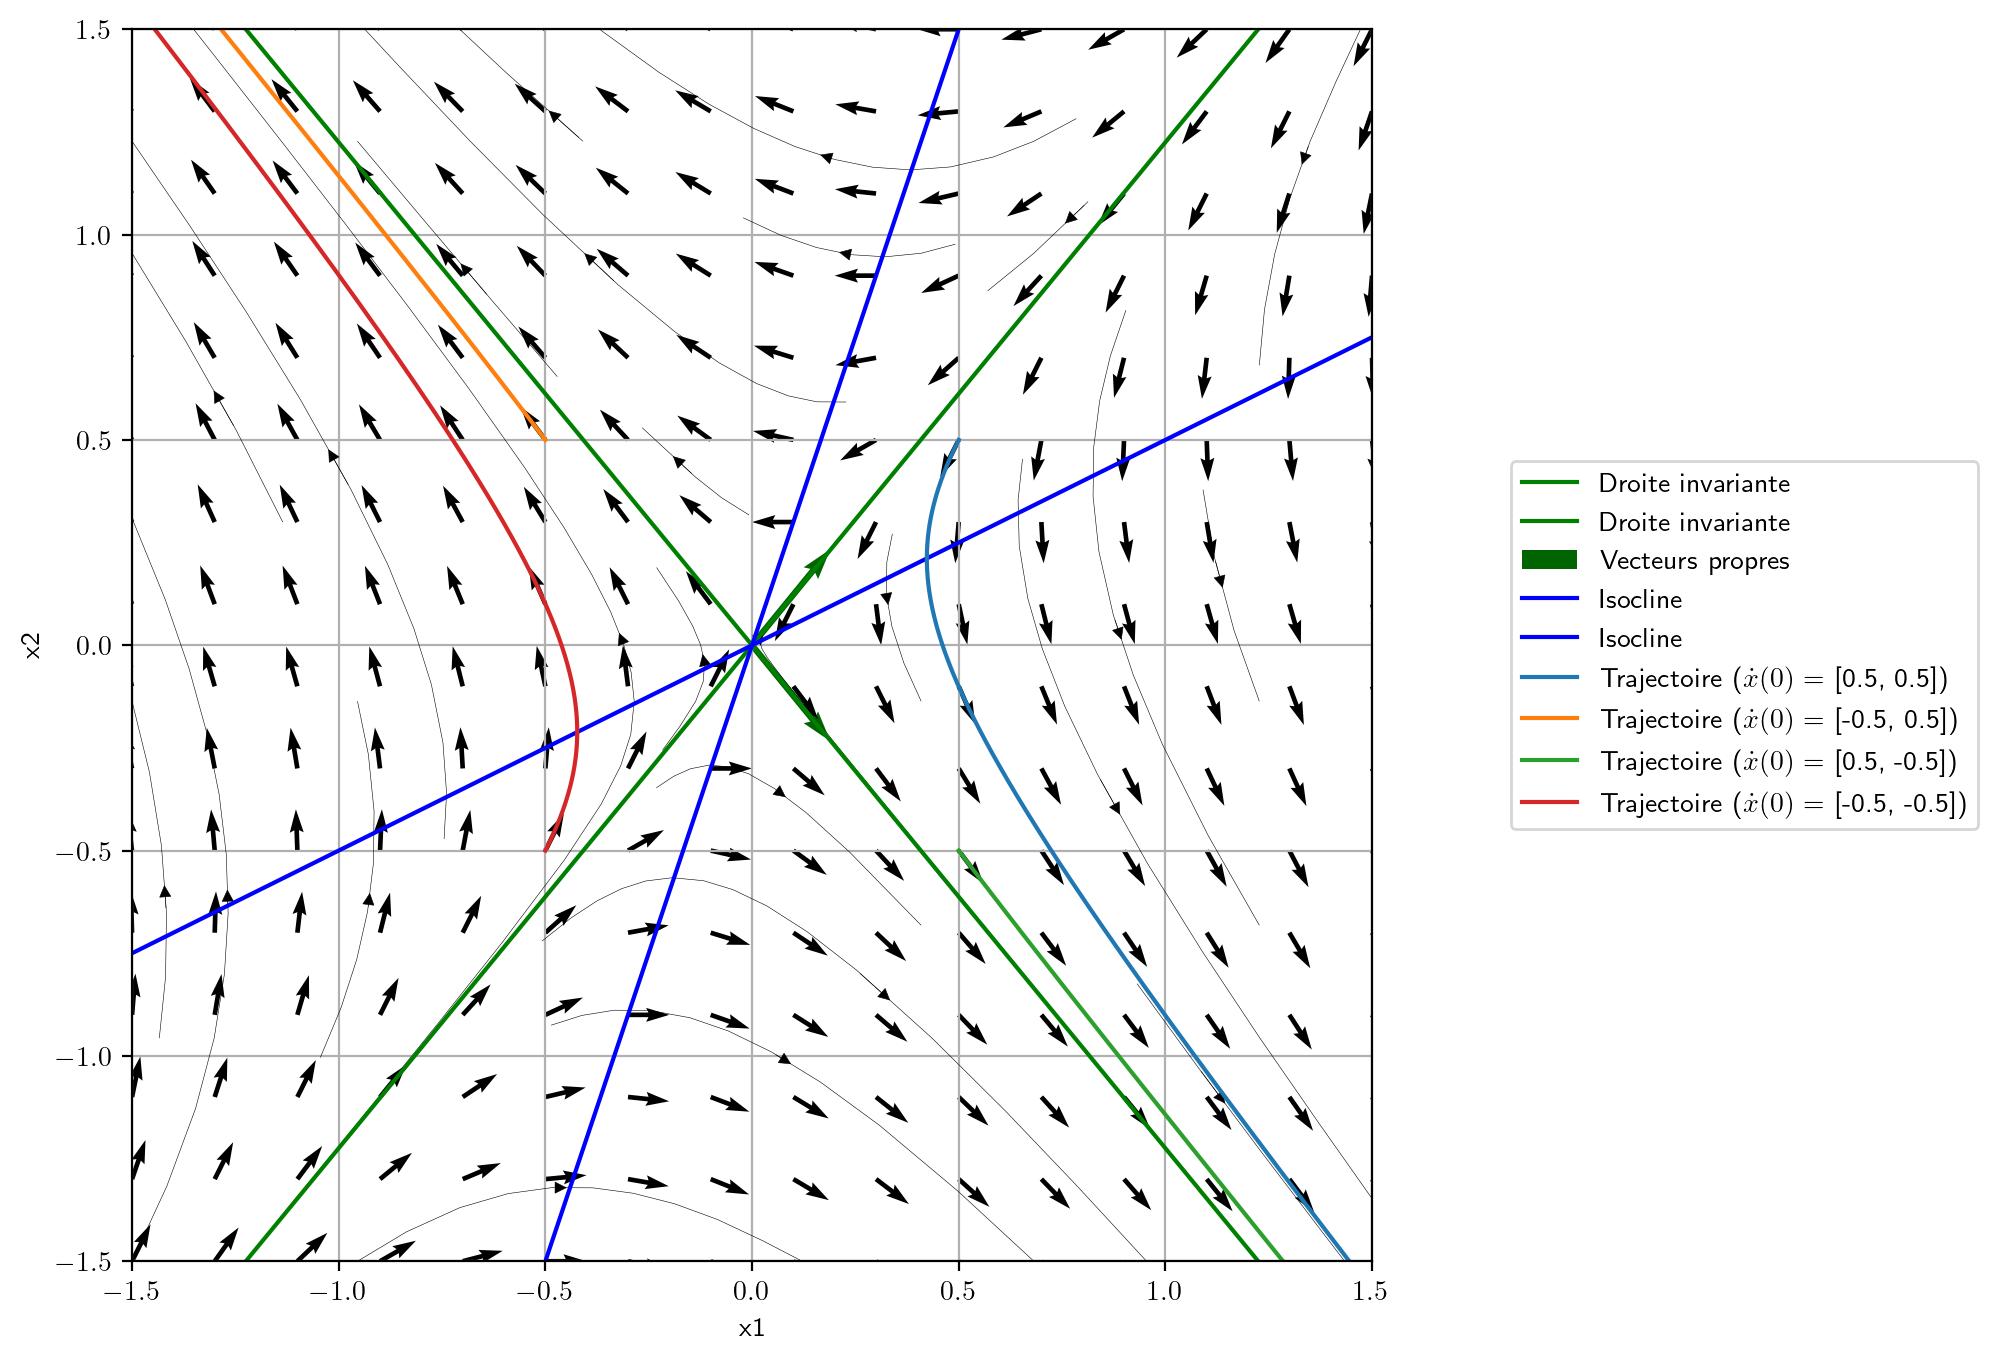 1.5
1.0
0.5
0.0
−0.5
−1.0
−1.5
x2
−1.5 −1.0 −0.5 0.0 0.5 1.0 1.5
x1
Droite invariante
Droite invariante
Vecteurs propres
Isocline
Isocline
Trajectoire (ẋ(0) = [0.5, 0.5])
Trajectoire (ẋ(0) = [-0.5, 0.5])
Trajectoire (ẋ(0) = [0.5, -0.5])
Trajectoire (ẋ(0) = [-0.5, -0.5])